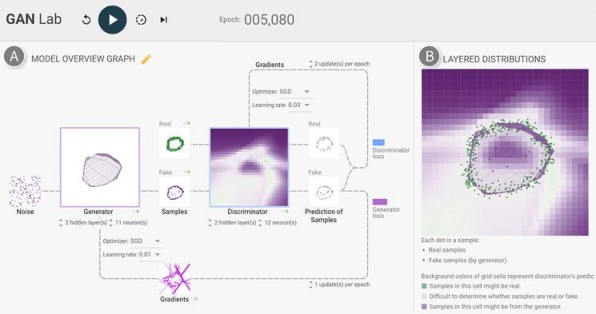 GAN Lab
Epoch: 005,080
A MODEL OVERVIEW GRAPH
Gradients
2 update(s) per epoch
Optimizer: SGD
Learning rate: 0.03
Real
Real
Fake
Fake
Discriminator
loss
Generator
loss
Noise
Generator
2 hidden layer(s) 11 neuron(s)
Samples
Discriminator
2 hidden layer(s) 12 neuron(s)
Prediction of
Samples
Optimizer: SGD
Learning rate: 0.01
Gradients
1 update(s) per epoch
B LAYERED DISTRIBUTIONS
Each dot is a sample:
Real samples
Fake samples (by generator)
Background colors of grid cells represent discriminator's predic
Samples in this cell might be real.
Difficult to determine whether samples are real or fake.
Samples in this cell might be from the generator.